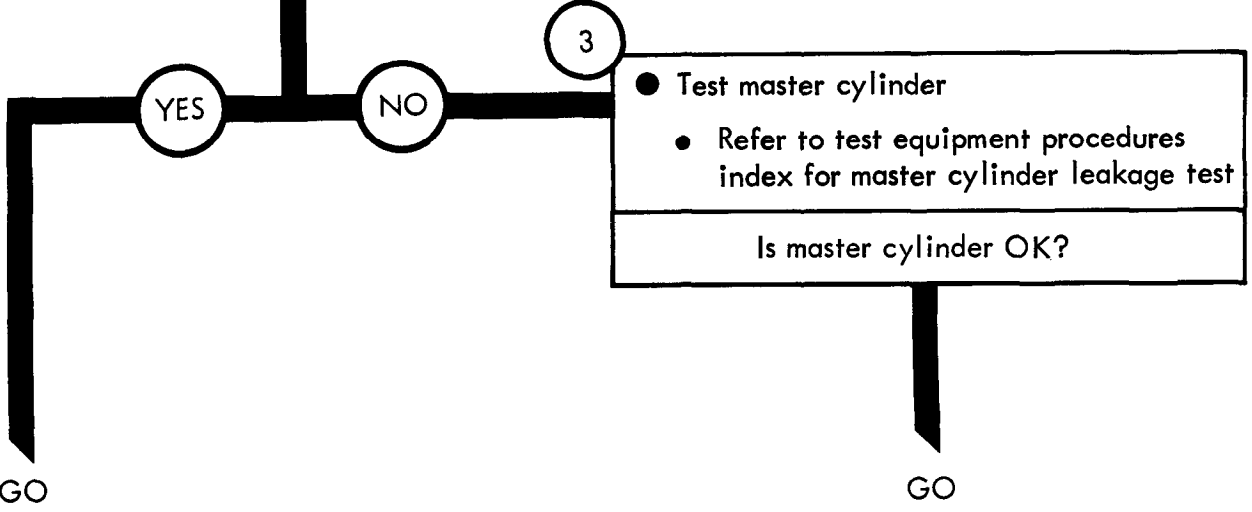 3
YES
NO
● Test master cylinder
● Refer to test equipment procedures
index for master cylinder leakage test
Is master cylinder OK?
GO
GO